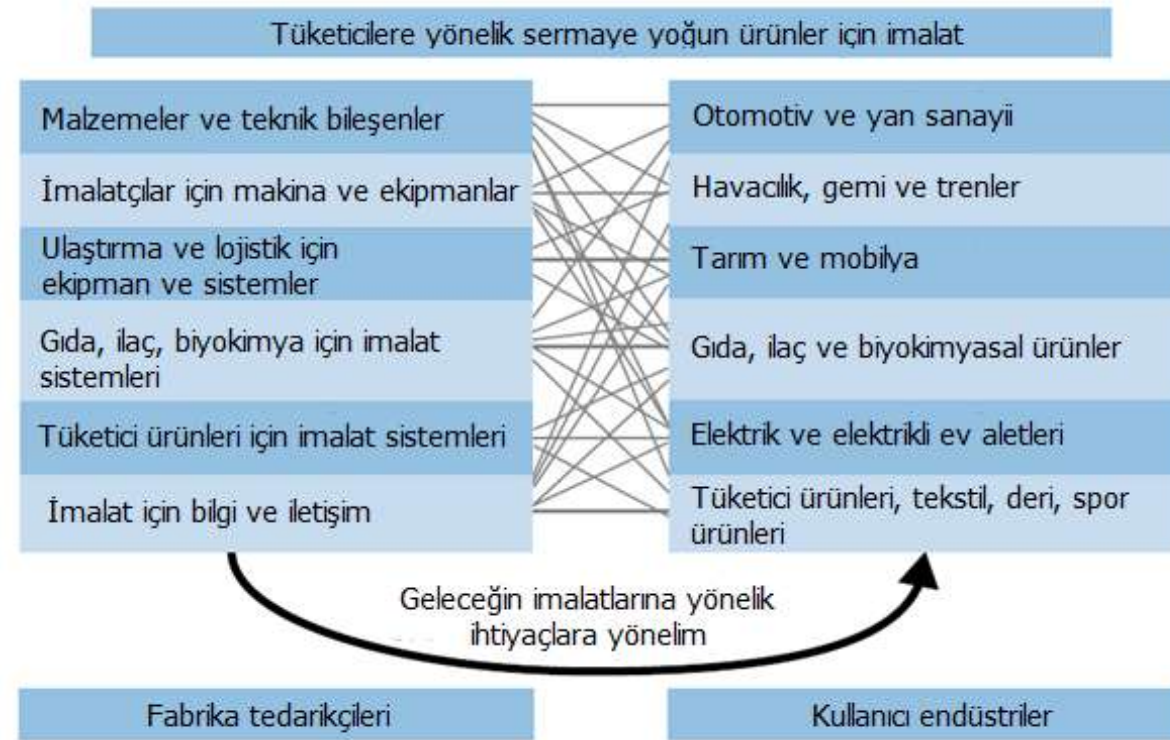 Tüketicilere yönelik sermaye yoğun ürünler için imalat
Malzemeler ve teknik bileşenler
İmalatçılar için makina ve ekipmanlar
Ulaştırma ve lojistik için
ekipman ve sistemler
Gıda, ilaç, biyokimya için imalat
sistemleri
Tüketici ürünleri için imalat sistemleri
İmalat için bilgi ve iletişim
Otomotiv ve yan sanayii
Havacılık, gemi ve trenler
Tarım ve mobilya
Gıda, ilaç ve biyokimyasal ürünler
Elektrik ve elektrikli ev aletleri
Tüketici ürünleri, tekstil, deri, spor
ürünleri
Geleceğin imalatlarına yönelik
ihtiyaçlara yönelim
Fabrika tedarikçileri
Kullanıcı endüstriler